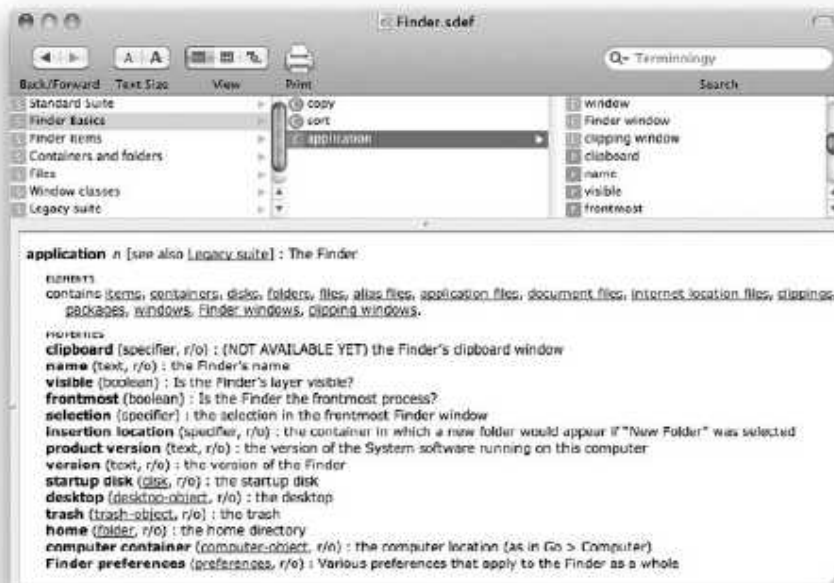 Finder.sdef
A A
Terminology
Back/Forward Text Size View Print Search
Standard Suite
Finder Basics
Finder Items
Containers and folders
Files
Window classes
Legacy suite
copy
sort
application
window
Finder window
clipping window
clipboard
name
visible
frontmost
application n [see also Legacy suite] : The Finder
ELEMENTS
contains items, containers, disks, folders, files, alias files, application files, document files, internet location files, clippings,
packages, windows, Finder windows, clipping windows.
PROPERTIES
clipboard (specifier, r/o) : (NOT AVAILABLE YET) the Finder's clipboard window
name (text, r/o) : the Finder's name
visible (boolean) : Is the Finder's layer visible?
frontmost (boolean) : Is the Finder the frontmost process?
selection (specifier) : the selection in the frontmost Finder window
insertion location (specifier, r/o) : the container in which a new folder would appear if "New Folder" was selected
product version (text, r/o) : the version of the System software running on this computer
version (text, r/o) : the version of the Finder
startup disk (disk, r/o) : the startup disk
desktop (desktop-object, r/o) : the desktop
trash (trash-object, r/o) : the trash
home (folder, r/o) : the home directory
computer container (computer-object, r/o) : the computer location (as in Go > Computer)
Finder preferences (preferences, r/o) : Various preferences that apply to the Finder as a whole